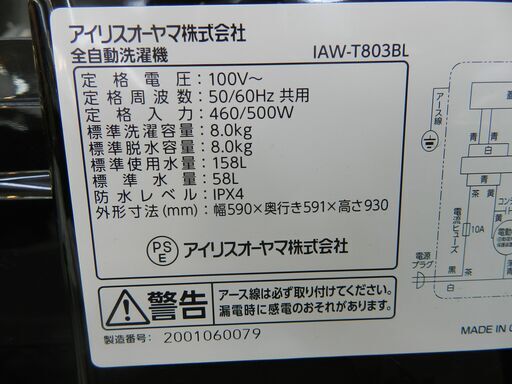 アイリスオーヤマ株式会社
全自動洗濯機 IAW-T803BL
定格電圧:100V～
定格周波数:50/60Hz 共用
定格消費電力:460/500W
標準洗濯容量:8.0kg
標準脱水容量:8.0kg
標準使用水量:158L
標準水量:58L
防水レベル:IPX4
外形寸法(mm):幅590×奥行き591×高さ930
PS
E
アイリスオーヤマ株式会社
警告
アース線は必ず取り付けてください。
漏電時に感電のおそれがあります。
製造番号: 2001060079
アース線
青
青
白
青
茶
黄
黄
電流ヒューズ
10A
電源
プラグ
黒
白
茶
MADE IN